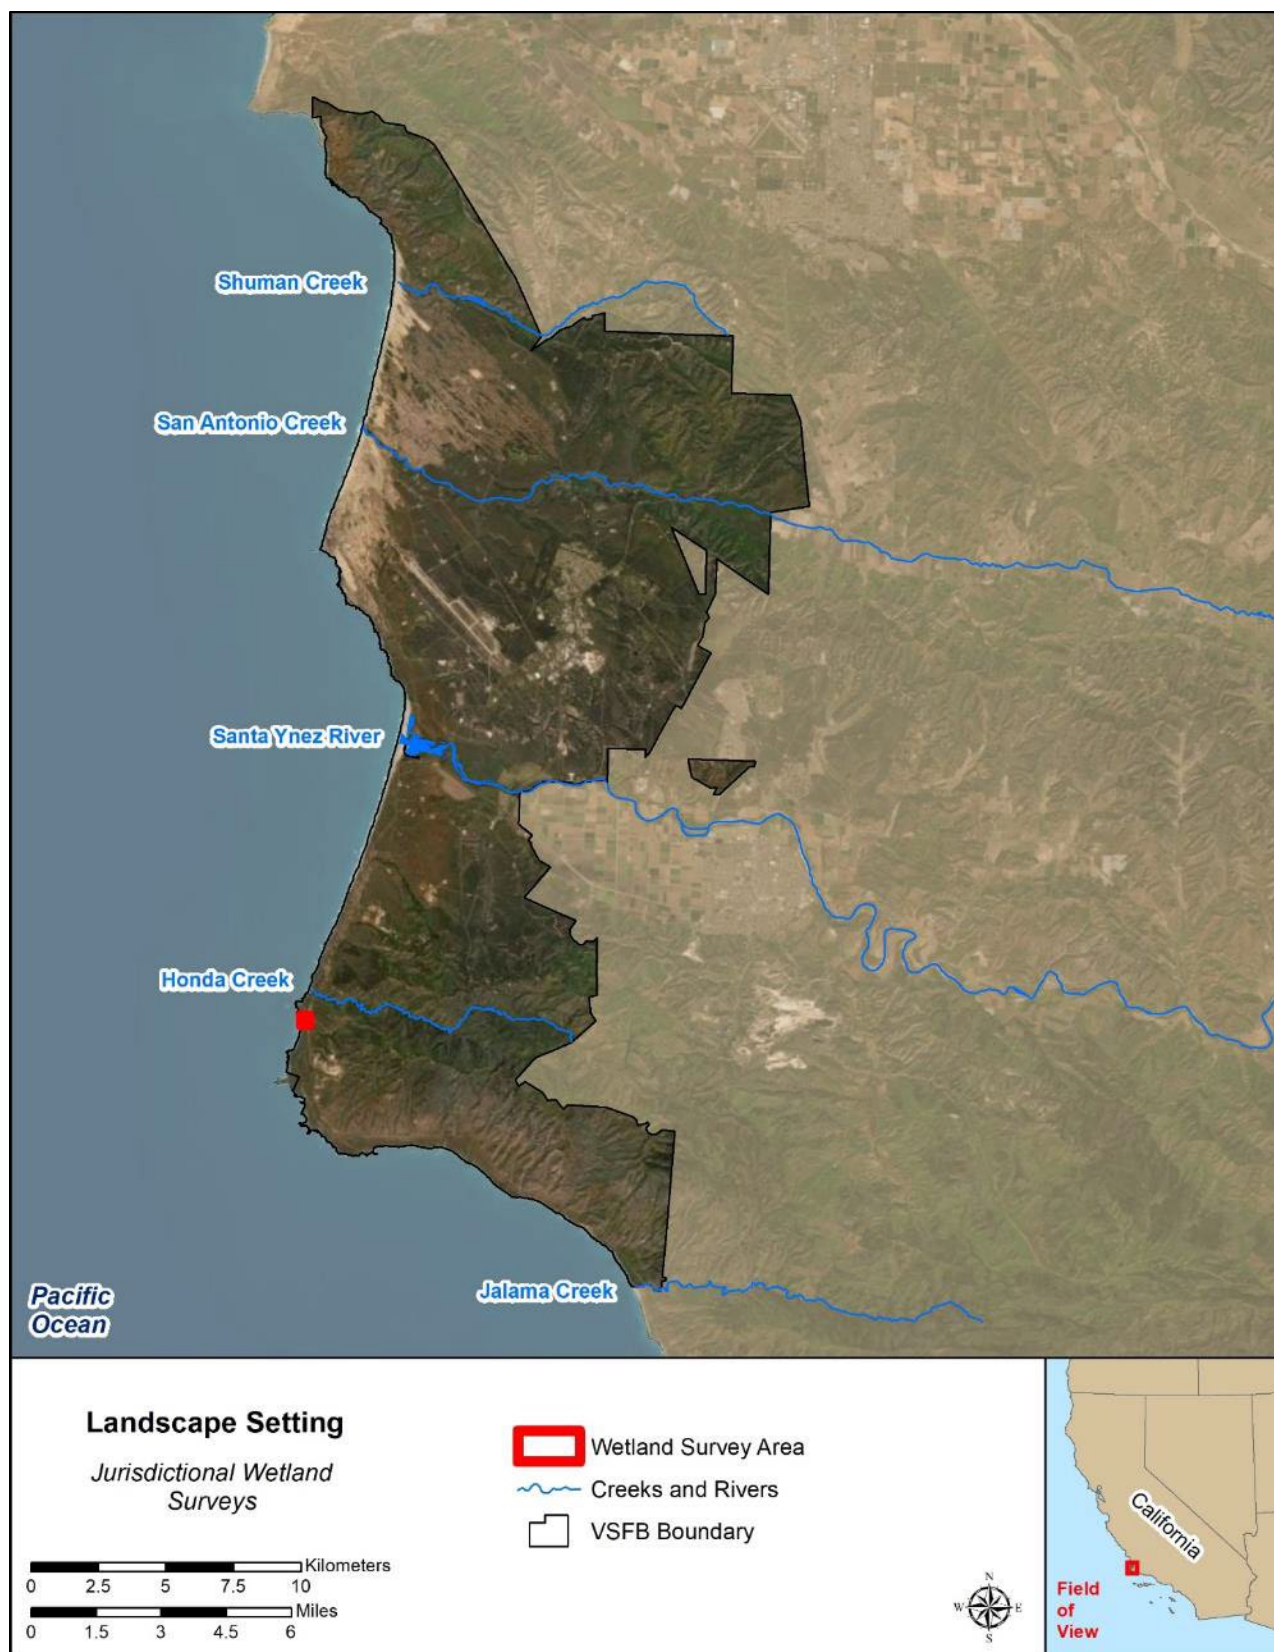 Shuman Creek
San Antonio Creek
Santa Ynez River
Honda Creek
Jalama Creek
Pacific
Ocean
Landscape Setting
Jurisdictional Wetland
Surveys
Kilometers
0 2.5 5 7.5 10
Miles
0 1.5 3 4.5 6
Wetland Survey Area
Creeks and Rivers
VSFB Boundary
N
W E
S
California
Field
of
View